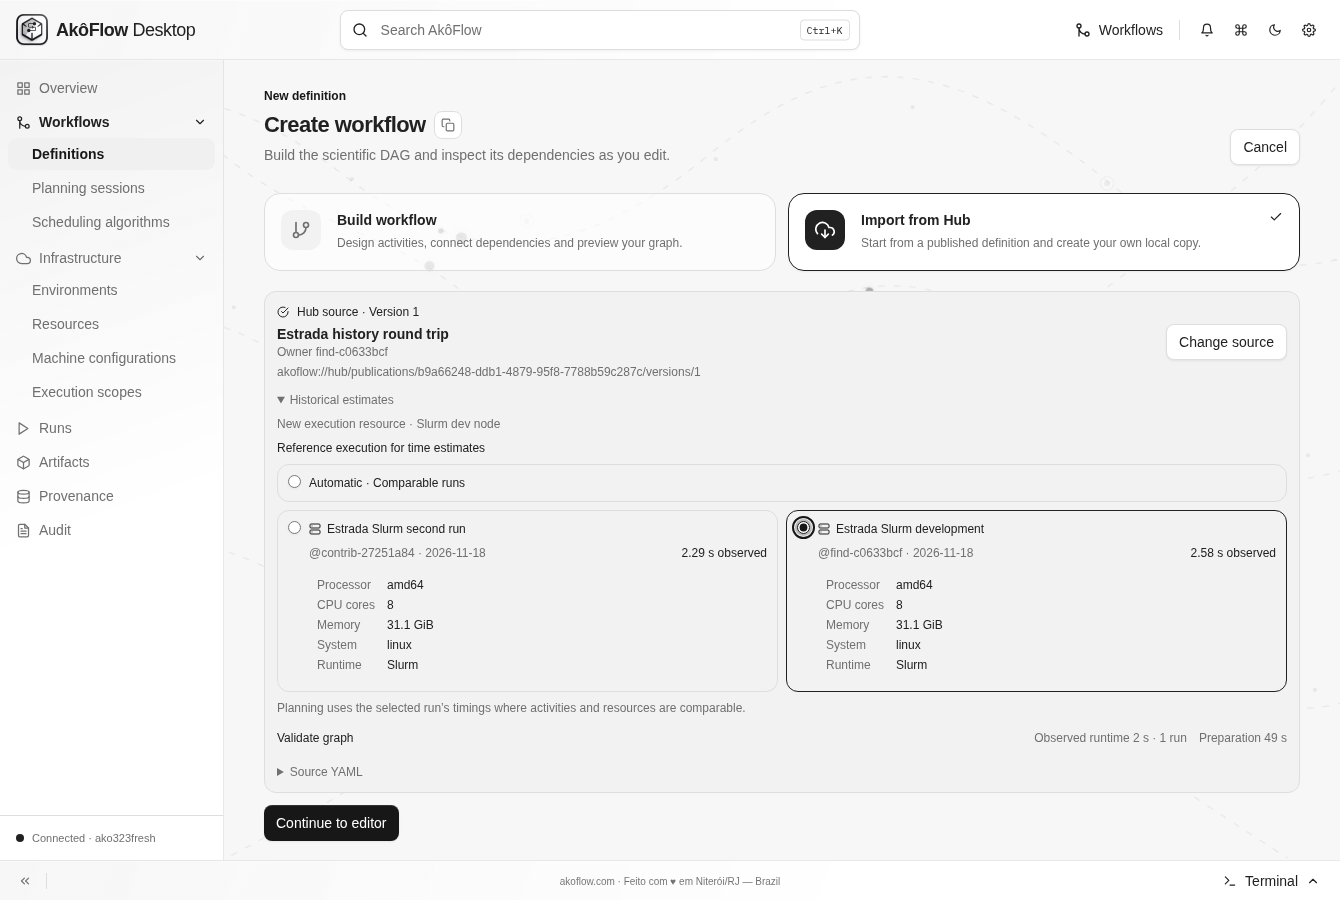 AkôFlow Desktop
Search AkôFlow
Ctrl+K
Workflows
Overview
Workflows
Definitions
Planning sessions
Scheduling algorithms
Infrastructure
Environments
Resources
Machine configurations
Execution scopes
Runs
Artifacts
Provenance
Audit
Connected · ako323fresh
New definition
Create workflow
Build the scientific DAG and inspect its dependencies as you edit.
Cancel
Build workflow
Design activities, connect dependencies and preview your graph.
Import from Hub
Start from a published definition and create your own local copy.
Hub source · Version 1
Estrada history round trip
Owner find-c0633bcf
akoflow://hub/publications/b9a66248-ddb1-4879-95f8-7788b59c287c/versions/1
Change source
Historical estimates
New execution resource · Slurm dev node
Reference execution for time estimates
Automatic · Comparable runs
Estrada Slurm second run
@contrib-27251a84 · 2026-11-18
2.29 s observed
Processor amd64
CPU cores 8
Memory 31.1 GiB
System linux
Runtime Slurm
Estrada Slurm development
@find-c0633bcf · 2026-11-18
2.58 s observed
Processor amd64
CPU cores 8
Memory 31.1 GiB
System linux
Runtime Slurm
Planning uses the selected run's timings where activities and resources are comparable.
Validate graph
Observed runtime 2 s · 1 run Preparation 49 s
Source YAML
Continue to editor
akoflow.com · Feito com ♥ em Niterói/RJ — Brazil
Terminal